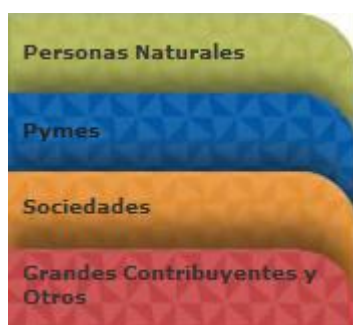 Personas Naturales
Pymes
Sociedades
Grandes Contribuyentes y
Otros